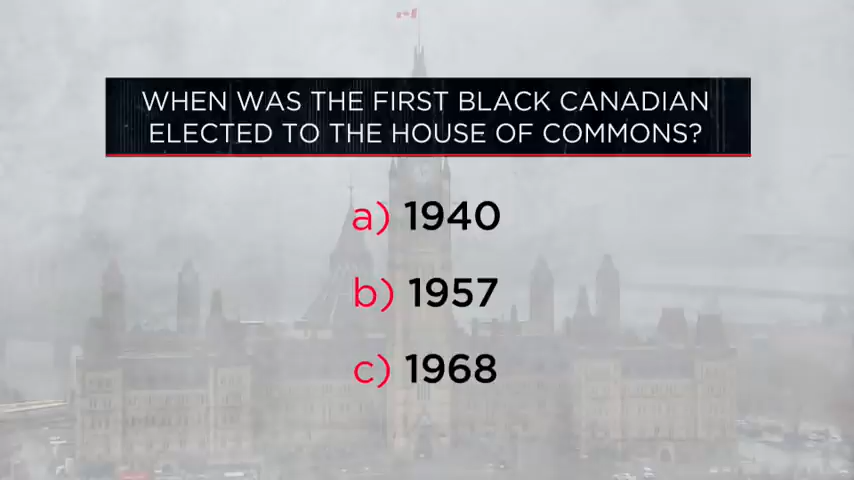 WHEN WAS THE FIRST BLACK CANADIAN
ELECTED TO THE HOUSE OF COMMONS?
a) 1940
b) 1957
c) 1968